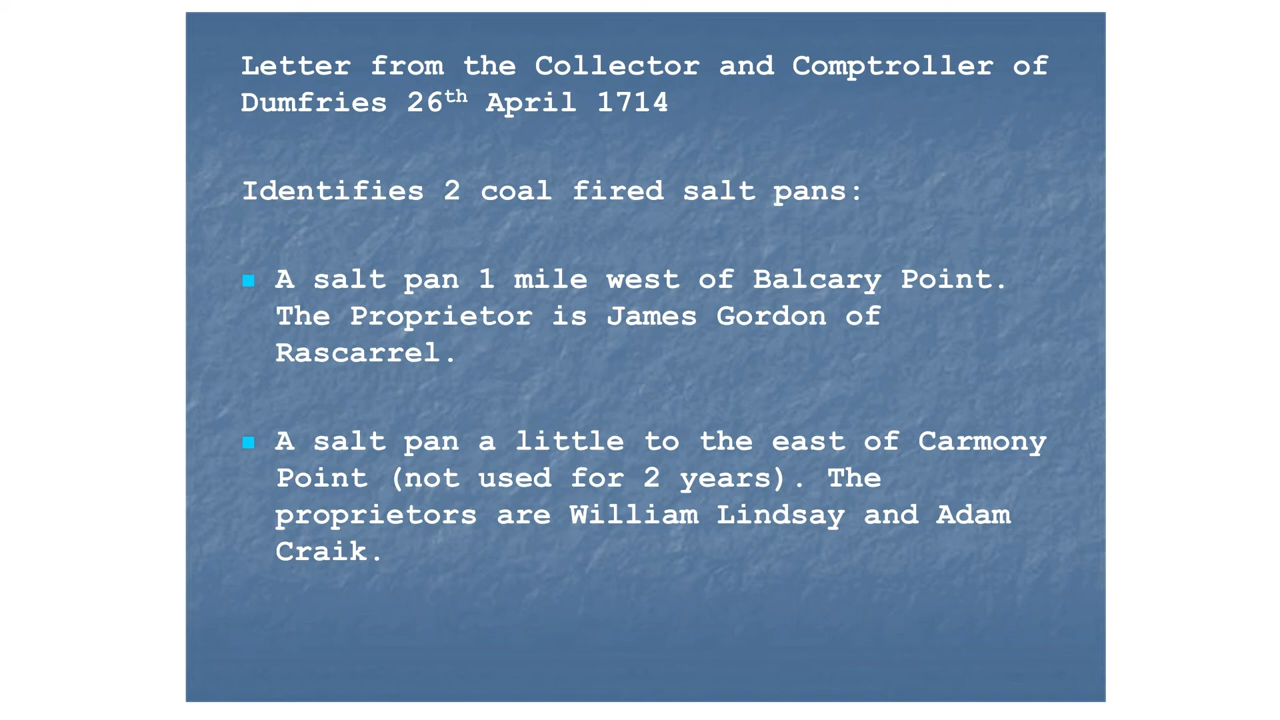 Letter from the Collector and Comptroller of
Dumfries 26th April 1714
Identifies 2 coal fired salt pans:
A salt pan 1 mile west of Balcary Point.
The Proprietor is James Gordon of
Rascarrel.
A salt pan a little to the east of Carmony
Point (not used for 2 years). The
proprietors are William Lindsay and Adam
Craik.